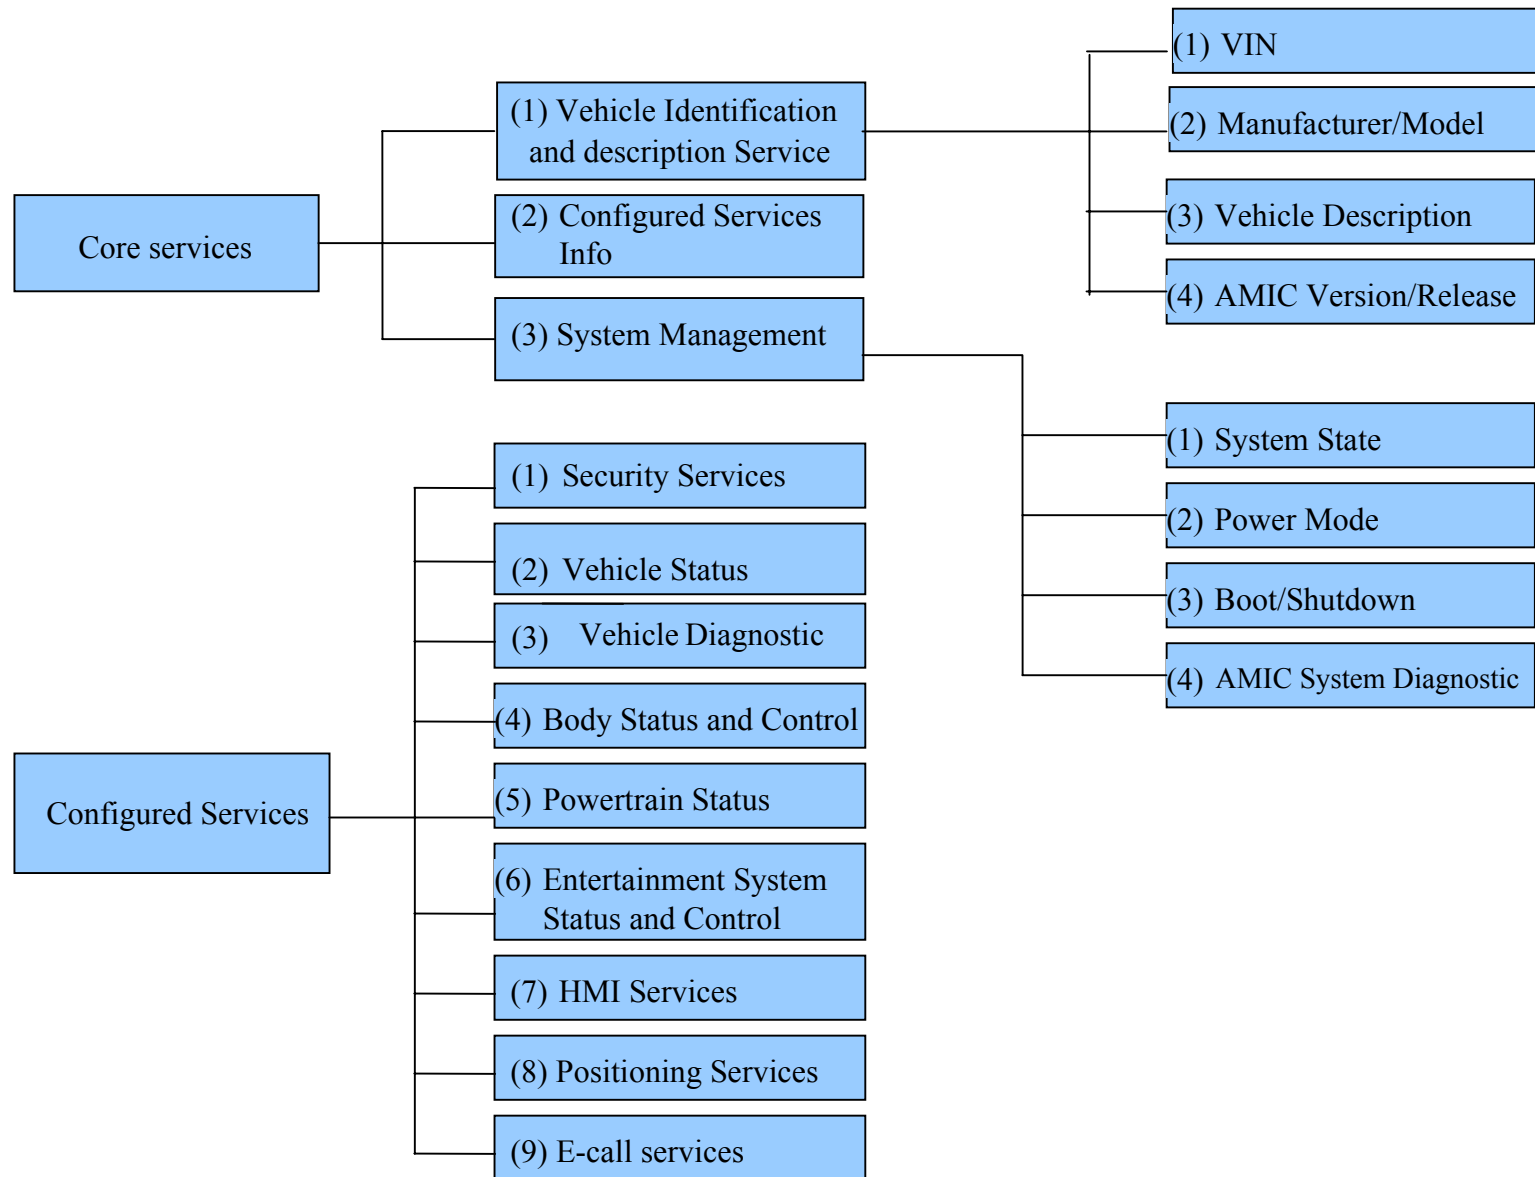 Core services
(1) Vehicle Identification
and description Service
(2) Configured Services
Info
(3) System Management
(1) VIN
(2) Manufacturer/Model
(3) Vehicle Description
(4) AMIC Version/Release
(1) System State
(2) Power Mode
(3) Boot/Shutdown
(4) AMIC System Diagnostic
Configured Services
(1) Security Services
(2) Vehicle Status
(3) Vehicle Diagnostic
(4) Body Status and Control
(5) Powertrain Status
(6) Entertainment System
Status and Control
(7) HMI Services
(8) Positioning Services
(9) E-call services